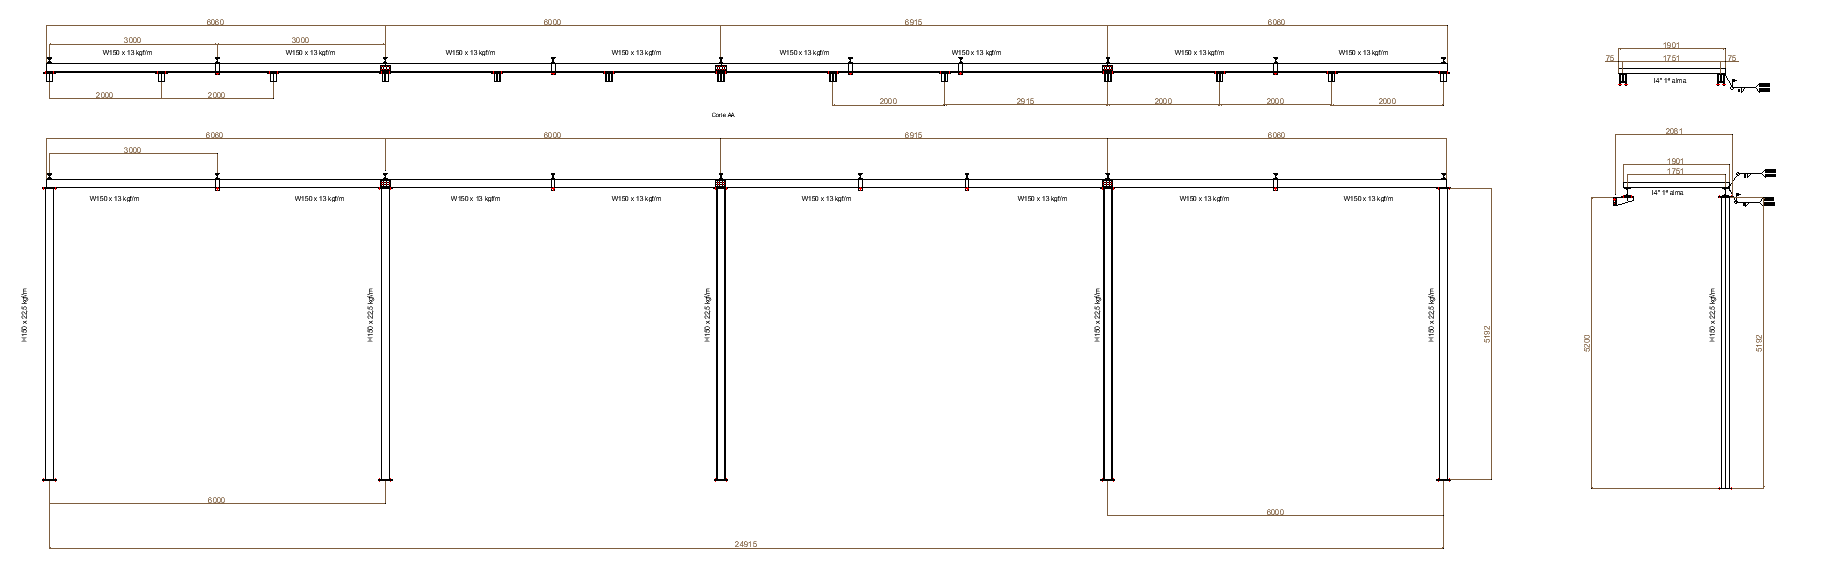 6060 6000 6915 6060
3000 3000
W150 x 13 kgf/m W150 x 13 kgf/m W150 x 13 kgf/m W150 x 13 kgf/m W150 x 13 kgf/m W150 x 13 kgf/m W150 x 13 kgf/m W150 x 13 kgf/m
2000 2000 2000 2915 2000 2000 2000
1901
75 1751 75
I4" 1ª alma
Corte AA
6060 6000 6915 6060
3000
W150 x 13 kgf/m W150 x 13 kgf/m W150 x 13 kgf/m W150 x 13 kgf/m W150 x 13 kgf/m W150 x 13 kgf/m W150 x 13 kgf/m W150 x 13 kgf/m
H150 x 22,5 kgf/m H150 x 22,5 kgf/m H150 x 22,5 kgf/m H150 x 22,5 kgf/m H150 x 22,5 kgf/m
5192
6000 6000
24915
2081
1901
1751
I4" 1ª alma
H150 x 22,5 kgf/m
5200 5192